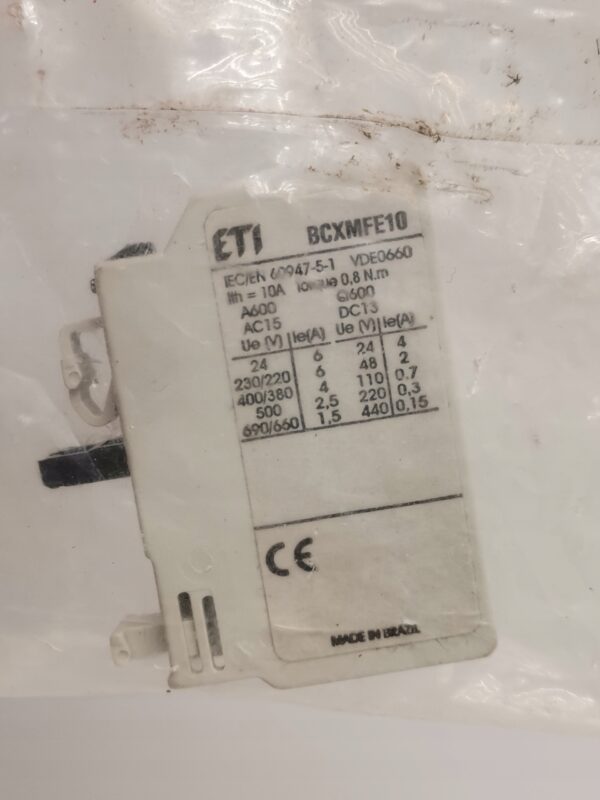 ETI BCXMFE10
IEC/EN 60947-5-1 VDE0660
Ith = 10A Torque 0,8 N.m
A600 Q600
AC15 DC13
Ue (V) Ie(A) Ue (V) Ie(A)
24 6 24 4
230/220 6 48 2
400/380 4 110 0,7
500 2,5 220 0,3
690/660 1,5 440 0,15
CE
MADE IN BRAZIL